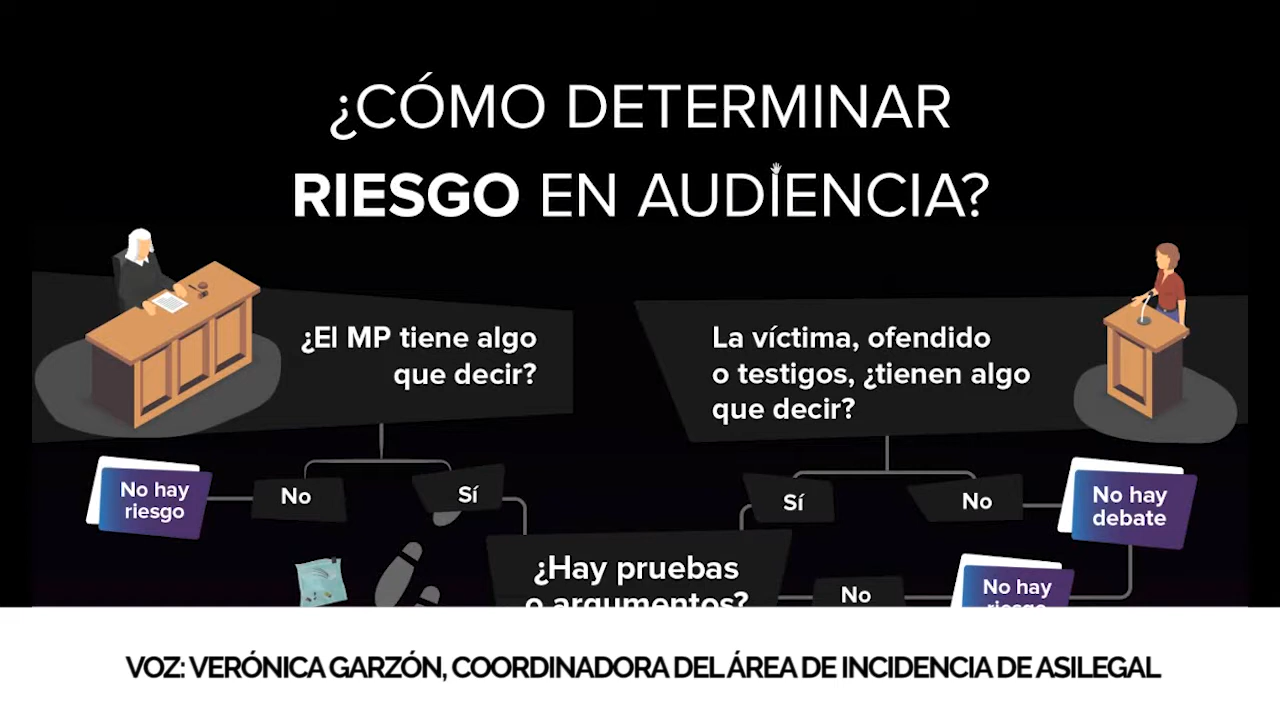 ¿CÓMO DETERMINAR
RIESGO EN AUDIENCIA?
¿El MP tiene algo
que decir?
La víctima, ofendido
o testigos, ¿tienen algo
que decir?
No hay
riesgo
No
Sí
Sí
No
No hay
debate
¿Hay pruebas
o argumentos?
No
No hay
riesgo
VOZ: VERÓNICA GARZÓN, COORDINADORA DEL ÁREA DE INCIDENCIA DE ASILEGAL